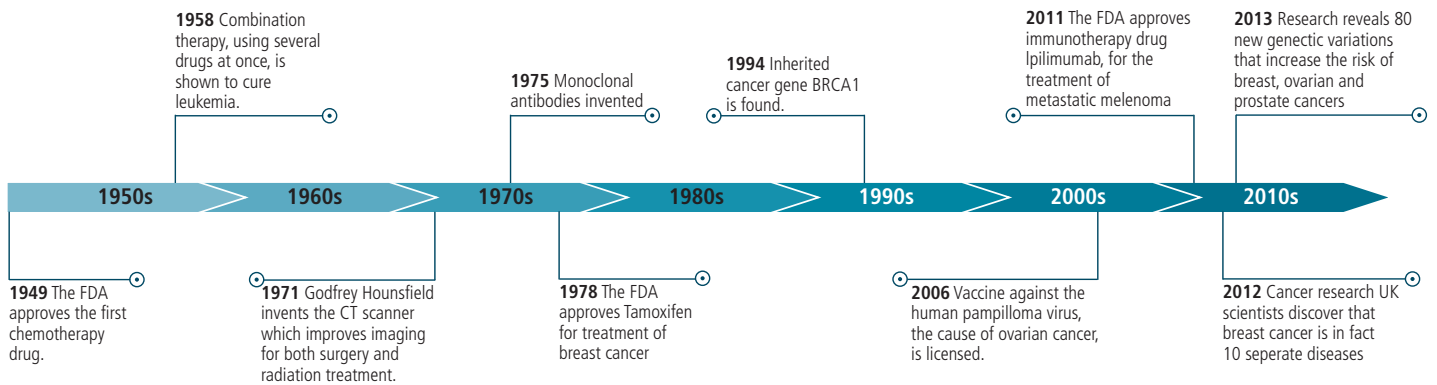 1958 Combination
therapy, using several
drugs at once, is
shown to cure
leukemia.
1975 Monoclonal
antibodies invented
1994 Inherited
cancer gene BRCA1
is found.
2011 The FDA approves
immunotherapy drug
lpilimumab, for the
treatment of
metastatic melenoma
2013 Research reveals 80
new genectic variations
that increase the risk of
breast, ovarian and
prostate cancers
1950s
1960s
1970s
1980s
1990s
2000s
2010s
1949 The FDA
approves the first
chemotherapy
drug.
1971 Godfrey Hounsfield
invents the CT scanner
which improves imaging
for both surgery and
radiation treatment.
1978 The FDA
approves Tamoxifen
for treatment of
breast cancer
2006 Vaccine against the
human pampilloma virus,
the cause of ovarian cancer,
is licensed.
2012 Cancer research UK
scientists discover that
breast cancer is in fact
10 seperate diseases